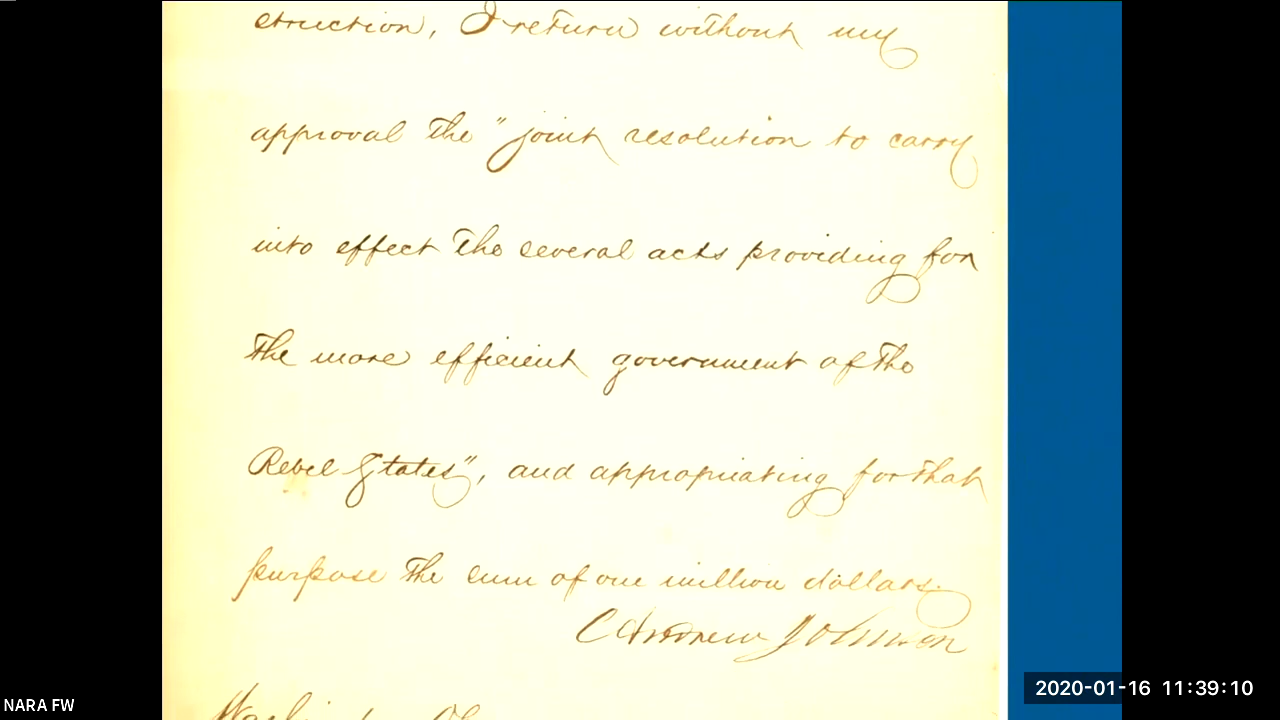 struction, I return without my
approval the "joint resolution to carry
into effect the several acts providing for
the more efficient government of the
Rebel States", and appropriating for that
purpose the sum of one million dollars.
Andrew Johnson
NARA FW
2020-01-16 11:39:10